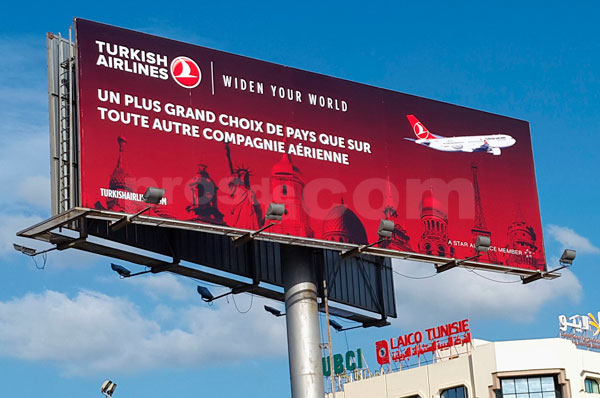 TURKISH
AIRLINES
WIDEN YOUR WORLD
UN PLUS GRAND CHOIX DE PAYS QUE SUR
TOUTE AUTRE COMPAGNIE AÉRIENNE
A STAR ALLIANCE MEMBER
UBCI
LAICO TUNISIE